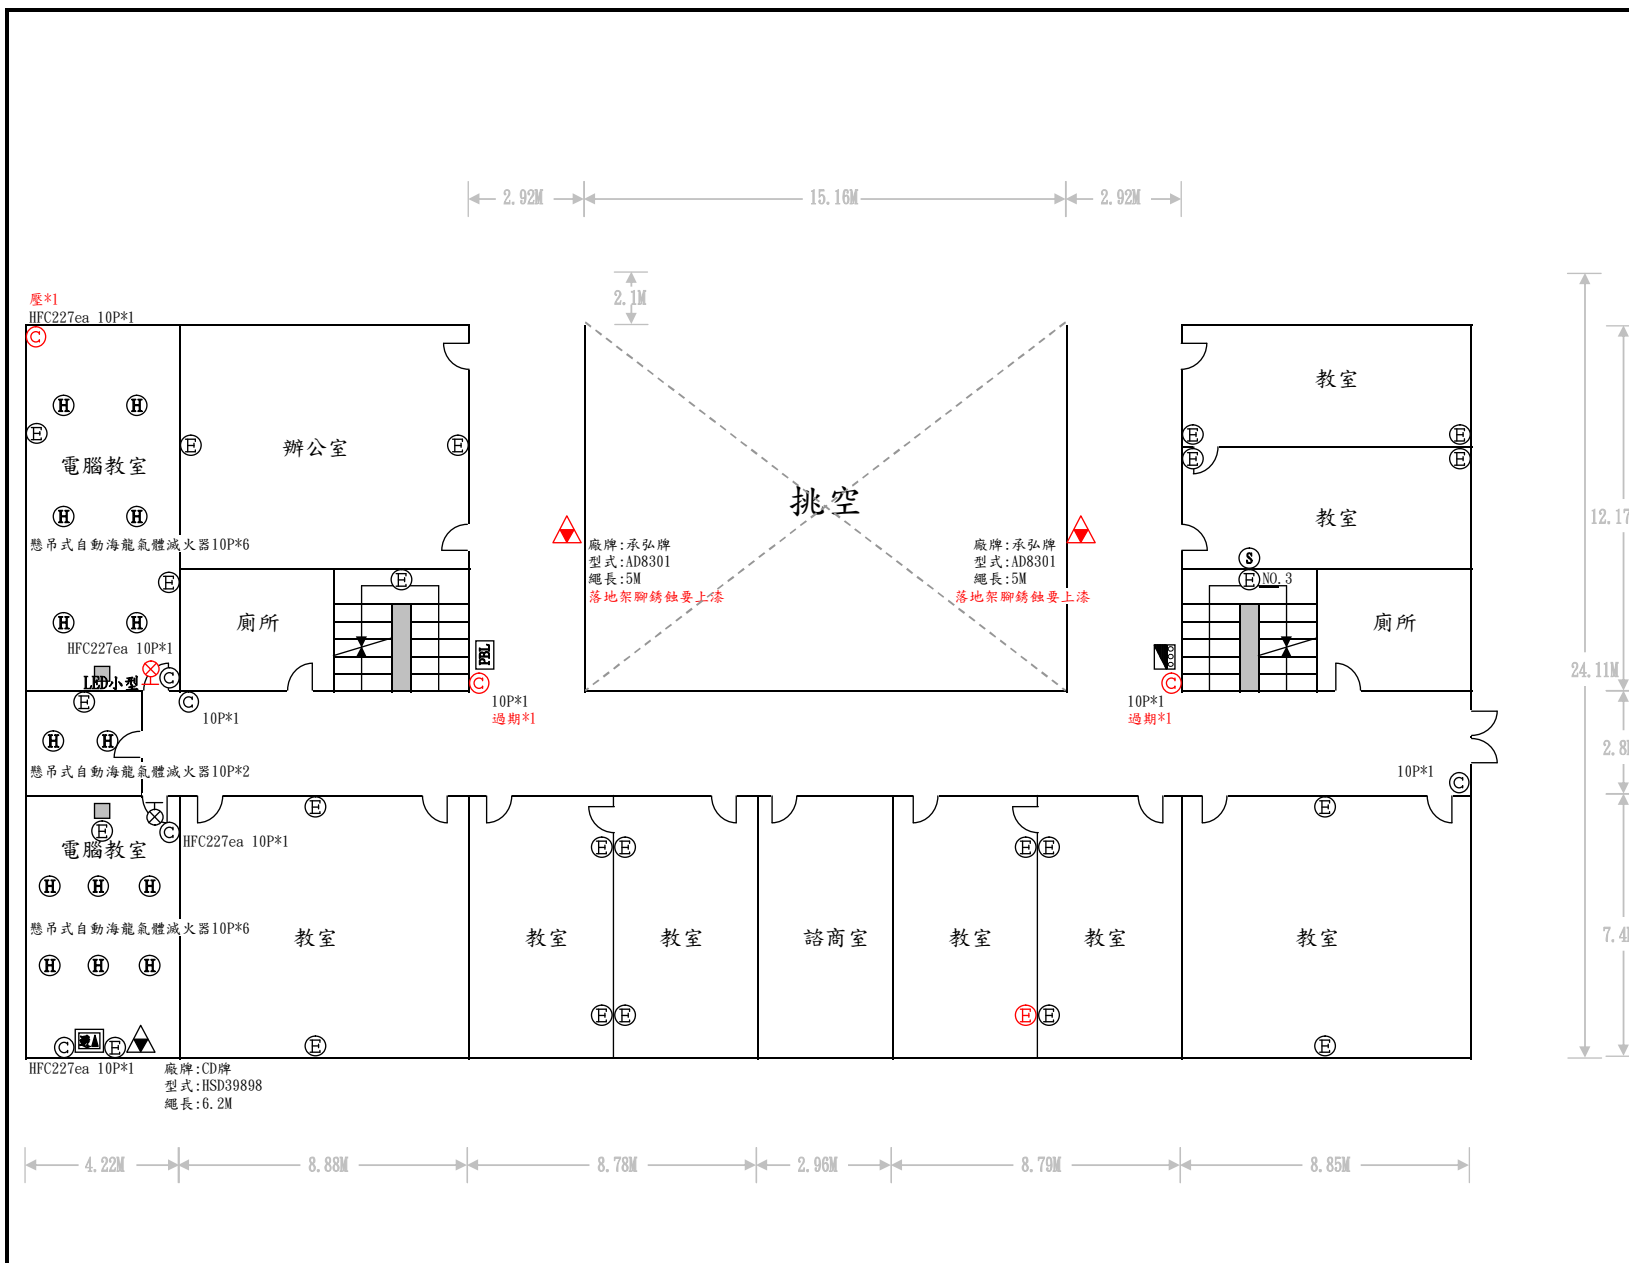 2.92M
15.16M
2.92M
2.1M
壓*1
HFC227ea 10P*1
C
H H
E
電腦教室
H H
懸吊式自動海龍氣體滅火器10P*6
E
H H
HFC227ea 10P*1
C
LED小型
E
辦公室
E
E
廁所
E
PBL
C
10P*1
過期*1
C
10P*1
挑空
廠牌:承弘牌
型式:AD8301
繩長:5M
落地架腳銹蝕要上漆
廠牌:承弘牌
型式:AD8301
繩長:5M
落地架腳銹蝕要上漆
教室
E E
E E
教室
S
E NO.3
廁所
C
10P*1
過期*1
12.17
24.11M
2.8
7.4
H H
懸吊式自動海龍氣體滅火器10P*2
10P*1
C
E
C
HFC227ea 10P*1
電腦教室
H H H
懸吊式自動海龍氣體滅火器10P*6
H H H
C
E
HFC227ea 10P*1
廠牌:CD牌
型式:HSD39898
繩長:6.2M
E
教室
E
教室
E E
E E
教室
諮商室
教室
E E
E E
教室
E
教室
E
4.22M
8.88M
8.78M
2.96M
8.79M
8.85M